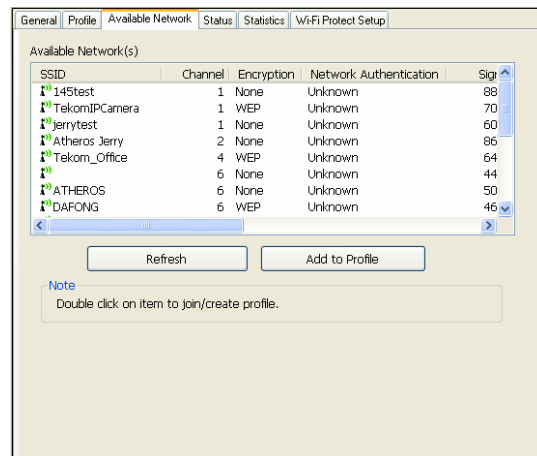 General Profile Available Network Status Statistics Wi-Fi Protect Setup
Available Network(s)
SSID Channel Encryption Network Authentication Sigr
145test 1 None Unknown 88
TekomIPCamera 1 WEP Unknown 70
jerrytest 1 None Unknown 60
Atheros Jerry 2 None Unknown 86
Tekom_Office 4 WEP Unknown 64
6 None Unknown 44
ATHEROS 6 None Unknown 50
DAFONG 6 WEP Unknown 46
Refresh Add to Profile
Note
Double click on item to join/create profile.